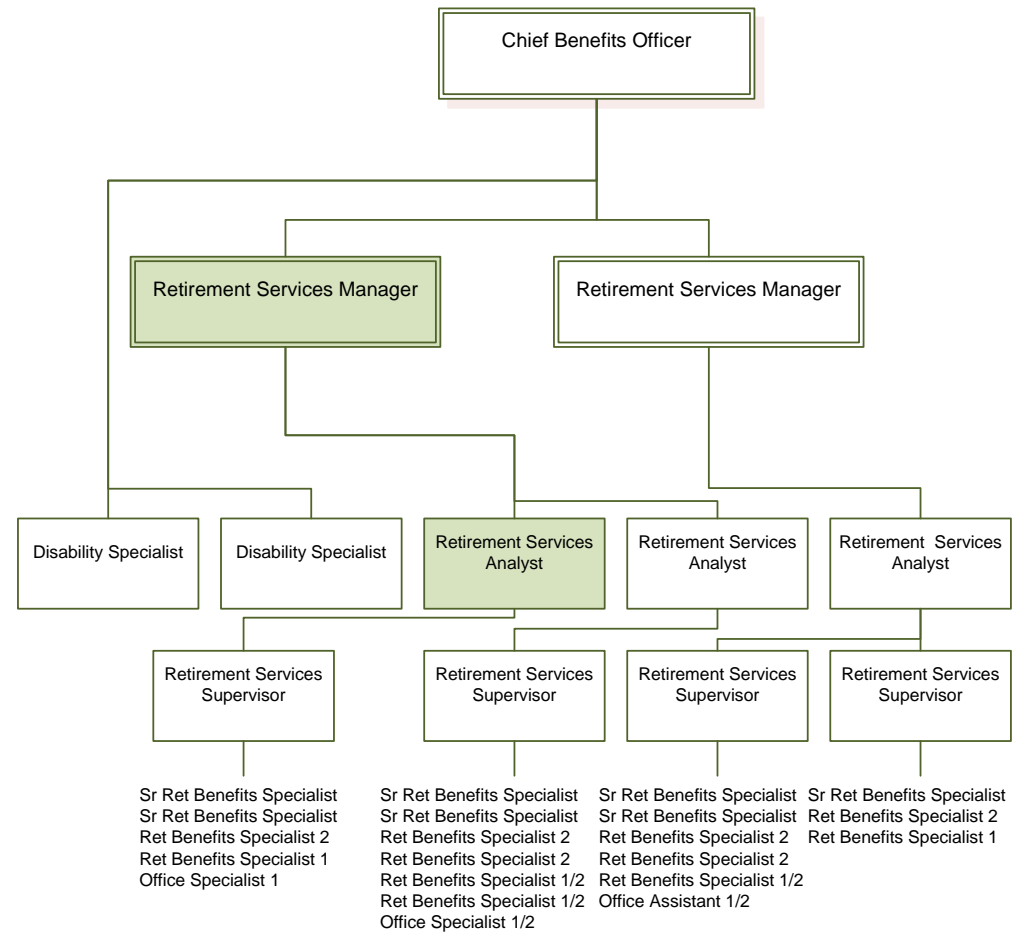 Chief Benefits Officer
Retirement Services Manager
Retirement Services Manager
Disability Specialist
Disability Specialist
Retirement Services
Analyst
Retirement Services
Analyst
Retirement Services
Analyst
Retirement Services
Supervisor
Retirement Services
Supervisor
Retirement Services
Supervisor
Retirement Services
Supervisor
Sr Ret Benefits Specialist
Sr Ret Benefits Specialist
Ret Benefits Specialist 2
Ret Benefits Specialist 1
Office Specialist 1
Sr Ret Benefits Specialist
Sr Ret Benefits Specialist
Ret Benefits Specialist 2
Ret Benefits Specialist 2
Ret Benefits Specialist 1/2
Ret Benefits Specialist 1/2
Office Specialist 1/2
Sr Ret Benefits Specialist
Sr Ret Benefits Specialist
Ret Benefits Specialist 2
Ret Benefits Specialist 2
Ret Benefits Specialist 1/2
Office Assistant 1/2
Sr Ret Benefits Specialist
Ret Benefits Specialist 2
Ret Benefits Specialist 1